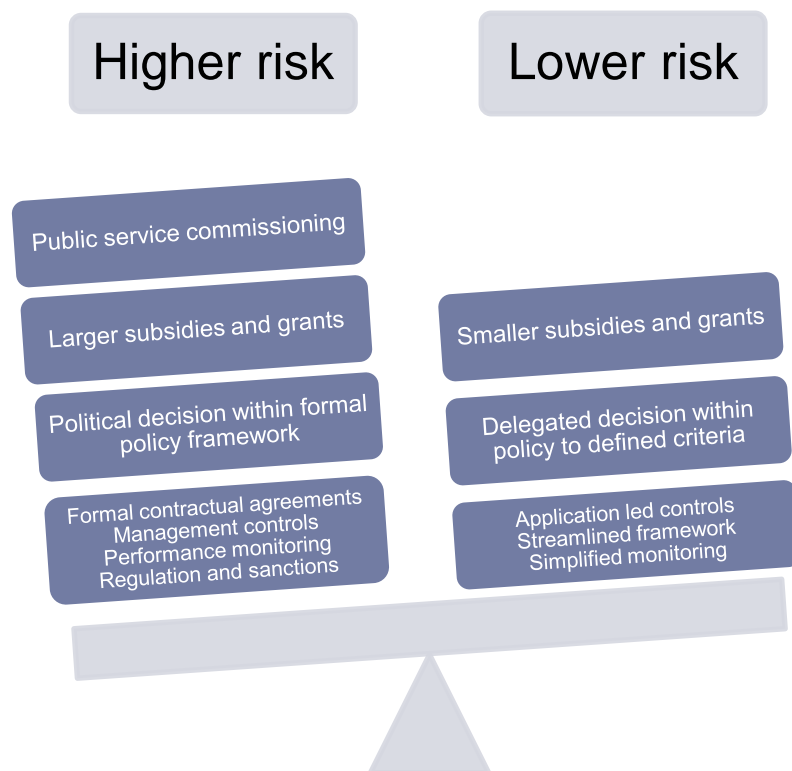 Higher risk
Lower risk
Public service commissioning
Larger subsidies and grants
Political decision within formal
policy framework
Formal contractual agreements
Management controls
Performance monitoring
Regulation and sanctions
Smaller subsidies and grants
Delegated decision within
policy to defined criteria
Application led controls
Streamlined framework
Simplified monitoring